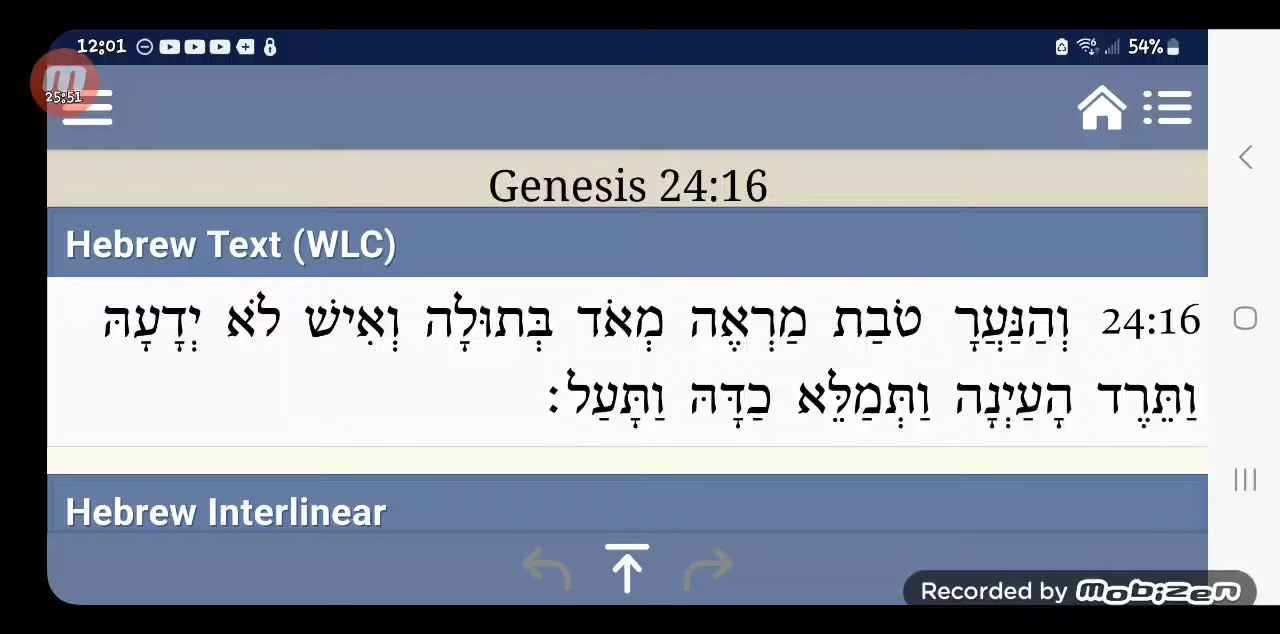 12:01
54%
25:51
Genesis 24:16
Hebrew Text (WLC)
24:16 וְהַנַּעֲרָ טֹבַת מַרְאֶה מְאֹד בְּתוּלָה וְאִישׁ לֹא יְדָעָהּ
וַתֵּרֶד הָעַיְנָה וַתְּמַלֵּא כַדָּהּ וַתָּעַל׃
Hebrew Interlinear
Recorded by Mobizen